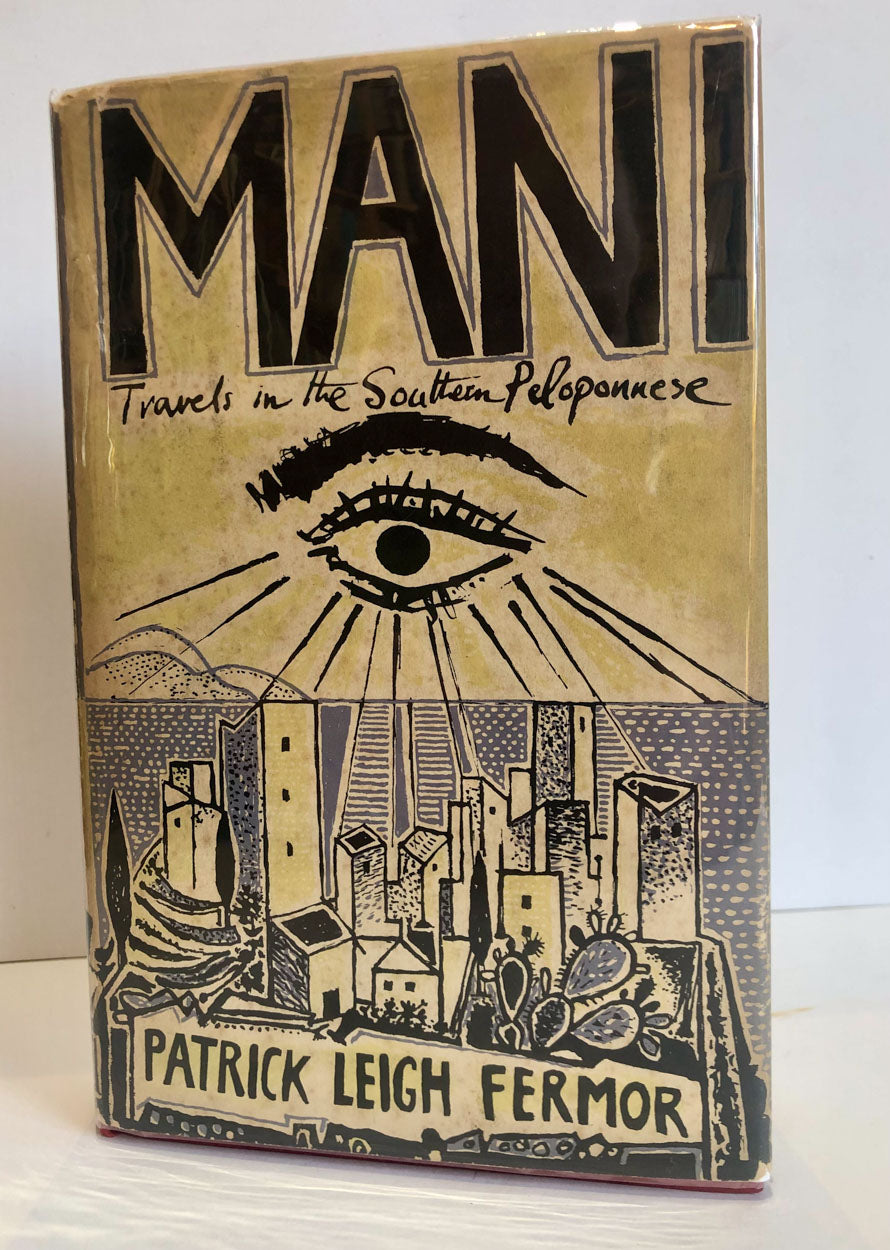 MANI
Travels in the Southern Peloponnese
PATRICK LEIGH FERMOR